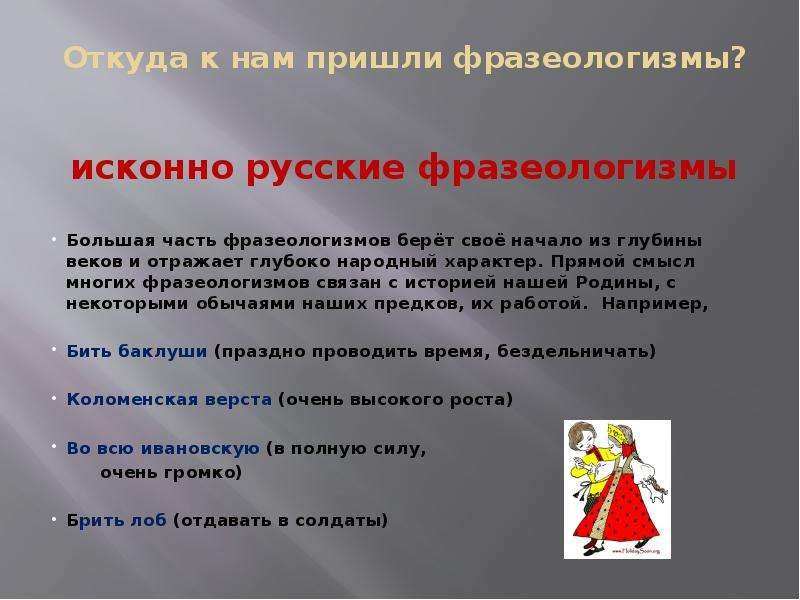 Откуда к нам пришли фразеологизмы?
исконно русские фразеологизмы
Большая часть фразеологизмов берёт своё начало из глубины
веков и отражает глубоко народный характер. Прямой смысл
многих фразеологизмов связан с историей нашей Родины, с
некоторыми обычаями наших предков, их работой. Например,
Бить баклуши (праздно проводить время, бездельничать)
Коломенская верста (очень высокого роста)
Во всю ивановскую (в полную силу,
очень громко)
Брить лоб (отдавать в солдаты)
www.HolidaySoon.org